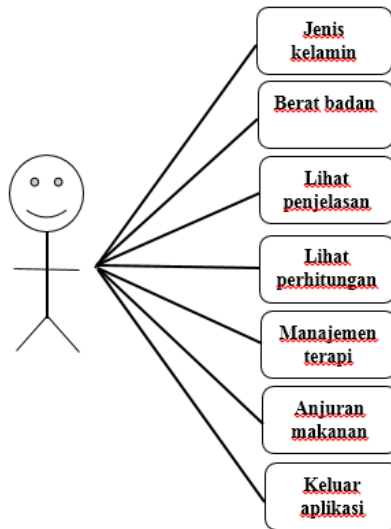 Jenis
kelamin
Berat badan
Lihat
penjelasan
Lihat
perhitungan
Manajemen
terapi
Anjuran
makanan
Keluar
aplikasi